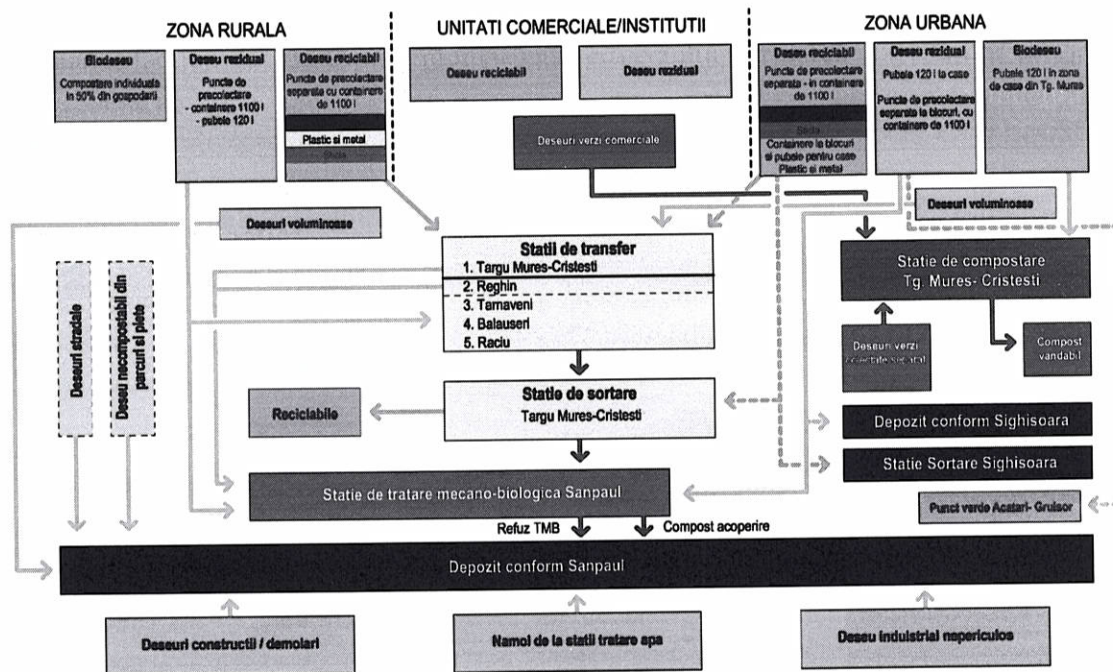 ZONA RURALA
UNITATI COMERCIALE/INSTITUTII
ZONA URBANA
Biodeseu
Compostare individuala
in 50% din gospodarii
Deseu rezidual
Puncte de
precolectare
- containere 1100 l
- pubele 120 l
Deseu reciclabil
Puncte de precolectare
separate cu containere
de 1100 l
Plastic si metal
Sticla
Deseu reciclabil
Deseu rezidual
Deseuri verzi comerciale
Deseu reciclabil
Puncte de precolectare
separata - in containere
de 1100 l
Sticla
Containere la blocuri
si pubele pentru case
Plastic si metal
Deseu rezidual
Pubele 120 l la case
Puncte de precolectare
separate la blocuri, cu
containere de 1100 l
Biodeseu
Pubele 120 l in zona
de case din Tg. Mures
Deseuri voluminoase
Deseuri voluminoase
Statii de transfer
1. Targu Mures-Cristesti
2. Reghin
3. Tarnaveni
4. Balauseri
5. Raciu
Statie de compostare
Tg. Mures- Cristesti
Deseuri stradale
Deseu necompostabil din
parcuri si piete
Deseuri verzi
colectate separat
Compost
vandabil
Reciclabile
Statie de sortare
Targu Mures-Cristesti
Depozit conform Sighisoara
Statie Sortare Sighisoara
Statie de tratare mecano-biologica Sanpaul
Punct verde Acatari- Gruisor
Refuz TMB
Compost acoperire
Depozit conform Sanpaul
Deseuri constructii / demolari
Namol de la statii tratare apa
Deseu industrial nepericulos